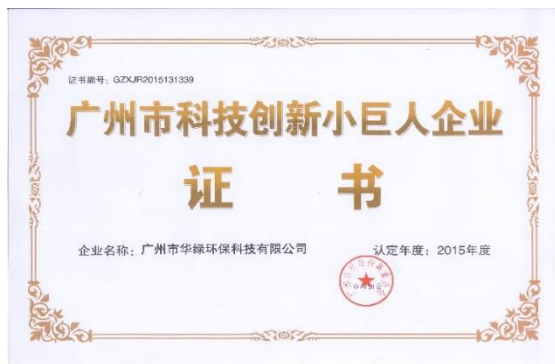 证书编号：GZXJR2015131339
广州市科技创新小巨人企业
证 书
企业名称：广州市华绿环保科技有限公司 认定年度：2015年度